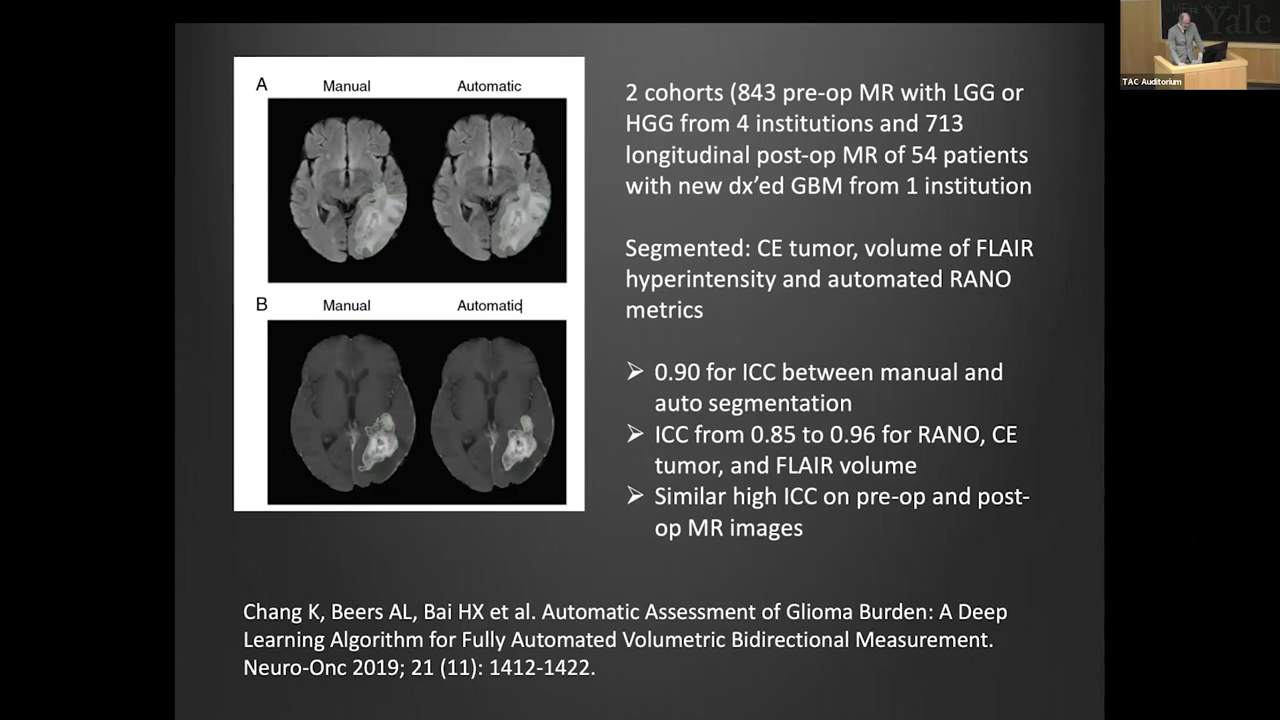 A
Manual
Automatic
B
Manual
Automatic
2 cohorts (843 pre-op MR with LGG or
HGG from 4 institutions and 713
longitudinal post-op MR of 54 patients
with new dx’ed GBM from 1 institution
Segmented: CE tumor, volume of FLAIR
hyperintensity and automated RANO
metrics
0.90 for ICC between manual and
auto segmentation
ICC from 0.85 to 0.96 for RANO, CE
tumor, and FLAIR volume
Similar high ICC on pre-op and post-
op MR images
Chang K, Beers AL, Bai HX et al. Automatic Assessment of Glioma Burden: A Deep
Learning Algorithm for Fully Automated Volumetric Bidirectional Measurement.
Neuro-Onc 2019; 21 (11): 1412-1422.
Yale
TAC Auditorium